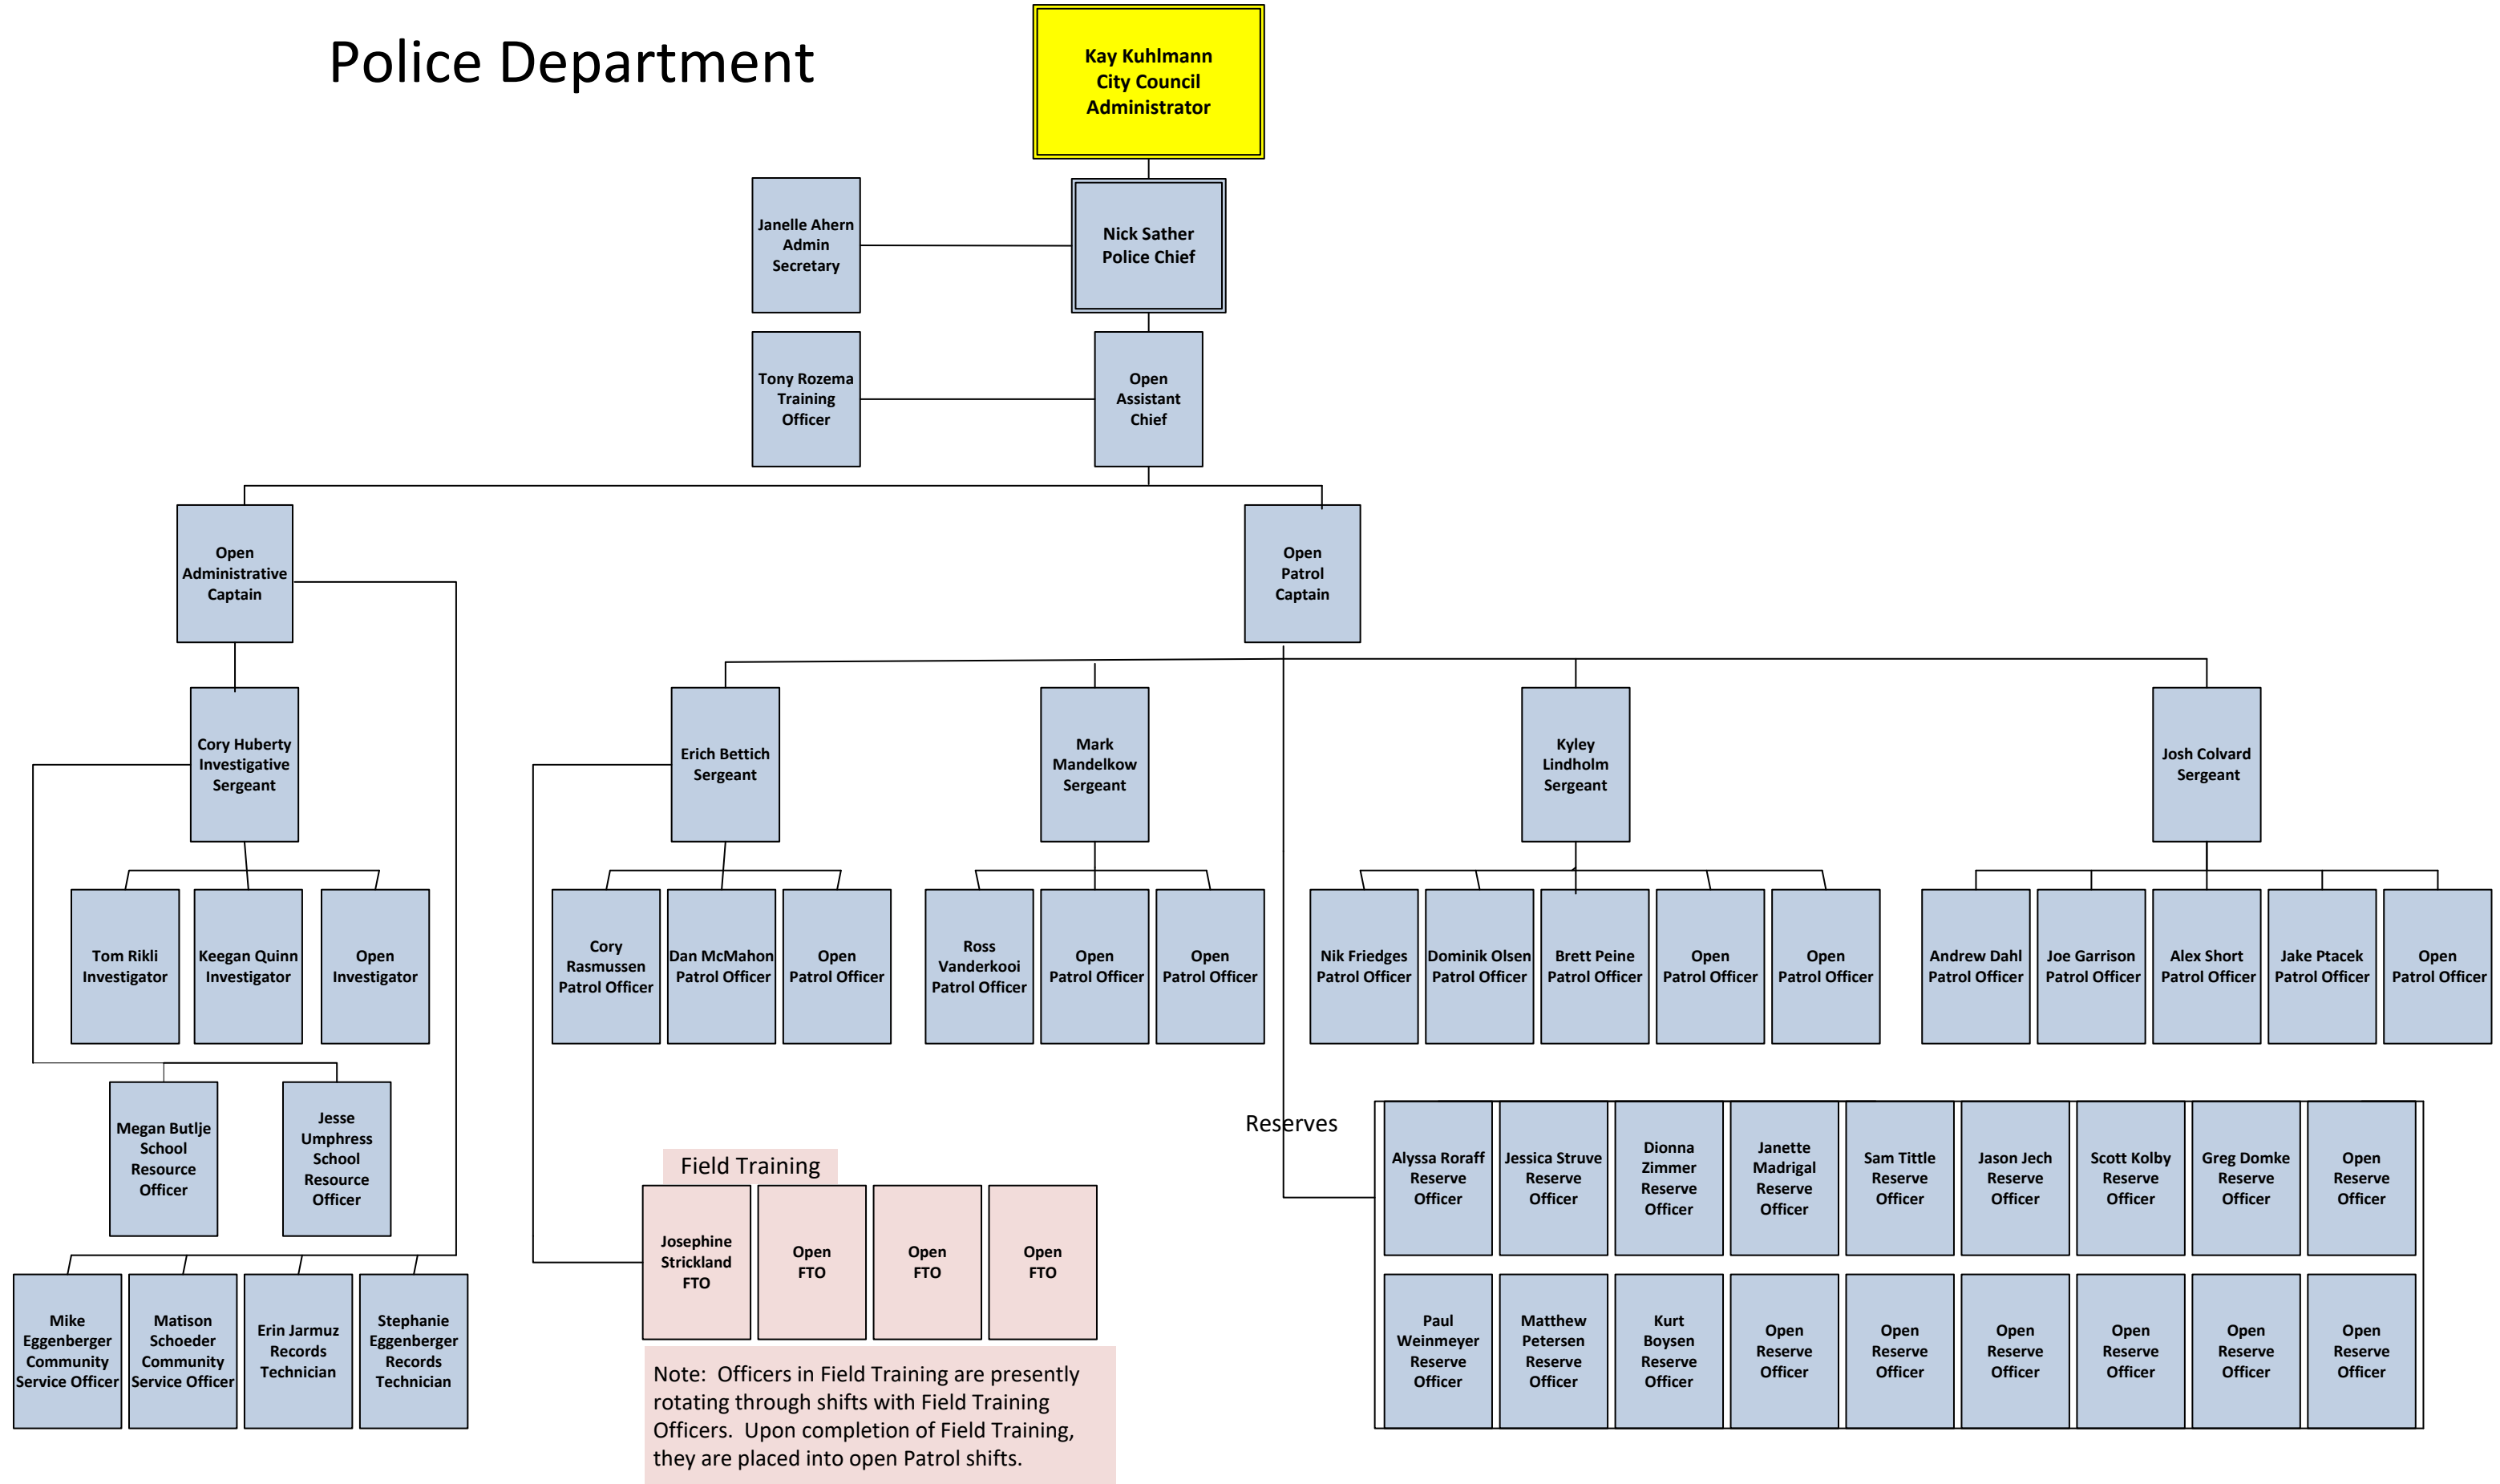 Police Department
Kay Kuhlmann
City Council
Administrator
Janelle Ahern
Admin
Secretary
Nick Sather
Police Chief
Tony Rozema
Training
Officer
Open
Assistant
Chief
Open
Administrative
Captain
Open
Patrol
Captain
Cory Huberty
Investigative
Sergeant
Erich Bettich
Sergeant
Mark
Mandelkow
Sergeant
Kyley
Lindholm
Sergeant
Josh Colvard
Sergeant
Tom Rikli
Investigator
Keegan Quinn
Investigator
Open
Investigator
Cory
Rasmussen
Patrol Officer
Dan McMahon
Patrol Officer
Open
Patrol Officer
Ross
Vanderkooi
Patrol Officer
Open
Patrol Officer
Open
Patrol Officer
Nik Friedges
Patrol Officer
Dominik Olsen
Patrol Officer
Brett Peine
Patrol Officer
Open
Patrol Officer
Open
Patrol Officer
Andrew Dahl
Patrol Officer
Joe Garrison
Patrol Officer
Alex Short
Patrol Officer
Jake Ptacek
Patrol Officer
Open
Patrol Officer
Megan Butlje
School
Resource
Officer
Jesse
Umphress
School
Resource
Officer
Mike
Eggenberger
Community
Service Officer
Matison
Schoeder
Community
Service Officer
Erin Jarmuz
Records
Technician
Stephanie
Eggenberger
Records
Technician
Field Training
Josephine
Strickland
FTO
Open
FTO
Open
FTO
Open
FTO
Note: Officers in Field Training are presently
rotating through shifts with Field Training
Officers. Upon completion of Field Training,
they are placed into open Patrol shifts.
Reserves
Alyssa Roraff
Reserve
Officer
Jessica Struve
Reserve
Officer
Dionna
Zimmer
Reserve
Officer
Janette
Madrigal
Reserve
Officer
Sam Tittle
Reserve
Officer
Jason Jech
Reserve
Officer
Scott Kolby
Reserve
Officer
Greg Domke
Reserve
Officer
Open
Reserve
Officer
Paul
Weinmeyer
Reserve
Officer
Matthew
Petersen
Reserve
Officer
Kurt
Boysen
Reserve
Officer
Open
Reserve
Officer
Open
Reserve
Officer
Open
Reserve
Officer
Open
Reserve
Officer
Open
Reserve
Officer
Open
Reserve
Officer